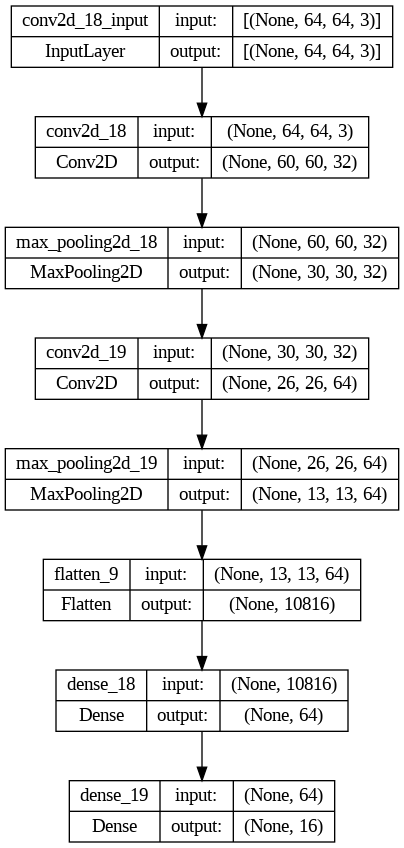 conv2d_18_input input: [(None, 64, 64, 3)]
InputLayer output: [(None, 64, 64, 3)]
conv2d_18 input: (None, 64, 64, 3)
Conv2D output: (None, 60, 60, 32)
max_pooling2d_18 input: (None, 60, 60, 32)
MaxPooling2D output: (None, 30, 30, 32)
conv2d_19 input: (None, 30, 30, 32)
Conv2D output: (None, 26, 26, 64)
max_pooling2d_19 input: (None, 26, 26, 64)
MaxPooling2D output: (None, 13, 13, 64)
flatten_9 input: (None, 13, 13, 64)
Flatten output: (None, 10816)
dense_18 input: (None, 10816)
Dense output: (None, 64)
dense_19 input: (None, 64)
Dense output: (None, 16)